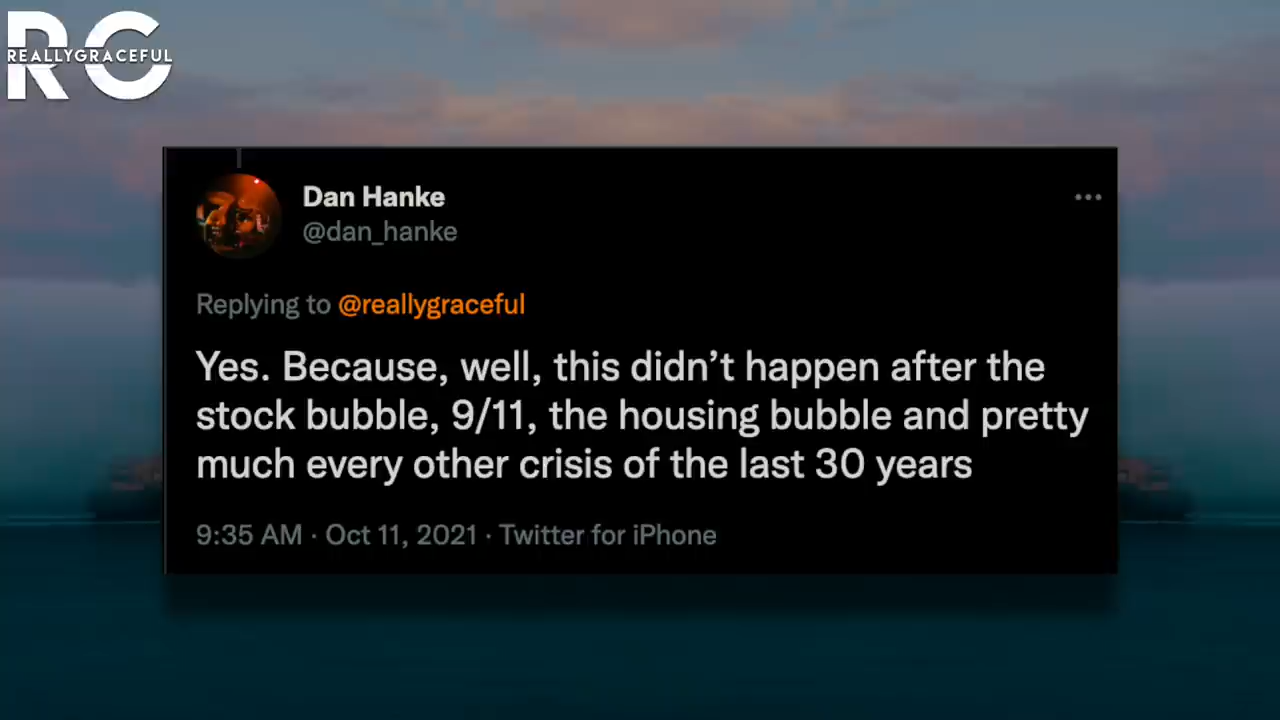 RC
REALLYGRACEFUL
Dan Hanke
@dan_hanke
Replying to @reallygraceful
Yes. Because, well, this didn’t happen after the
stock bubble, 9/11, the housing bubble and pretty
much every other crisis of the last 30 years
9:35 AM · Oct 11, 2021 · Twitter for iPhone